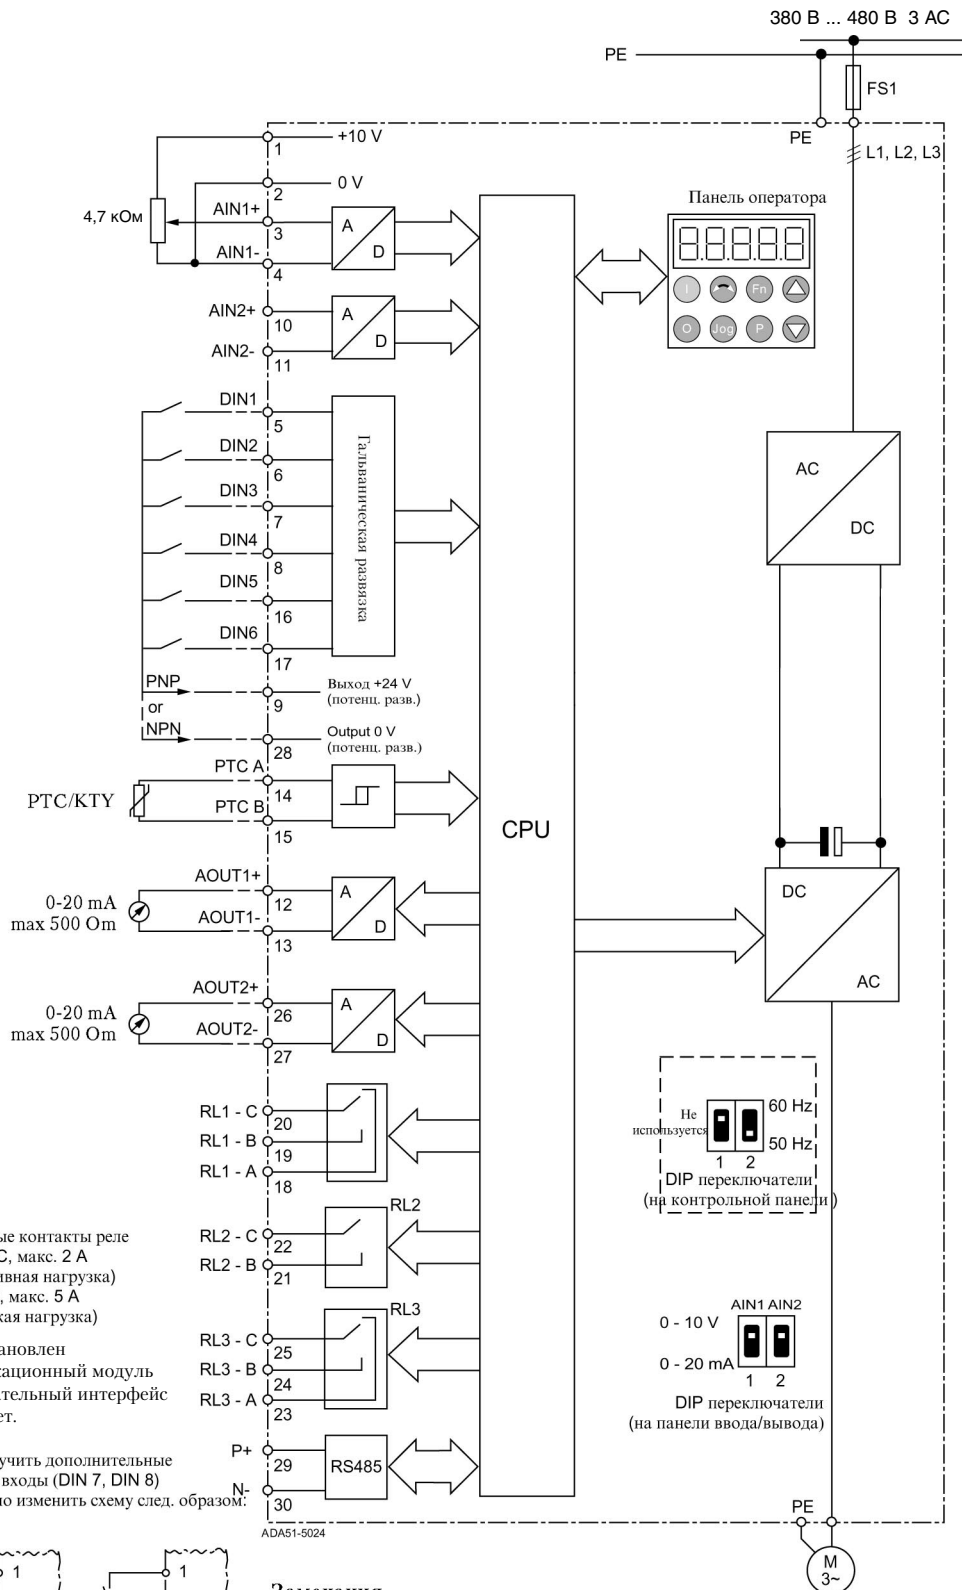 380 В ... 480 В 3 AC
PE
FS1
PE
L1, L2, L3
+10 V
1
0 V
2
4,7 кОм
AIN1+
3
A
D
AIN1-
4
Панель оператора
I
Fn
O
Jog
P
AIN2+
10
A
D
AIN2-
11
DIN1
5
DIN2
6
DIN3
7
DIN4
8
DIN5
16
DIN6
17
Гальваническая развязка
AC
DC
PNP
or
NPN
9
Выход +24 V
(потенц. разв.)
28
Output 0 V
(потенц. разв.)
PTC/KTY
PTC A
14
PTC B
15
CPU
0-20 mA
max 500 Om
AOUT1+
12
A
D
AOUT1-
13
DC
AC
0-20 mA
max 500 Om
AOUT2+
26
A
D
AOUT2-
27
RL1 - C
20
RL1 - B
19
RL1 - A
18
Не
используется
60 Hz
50 Hz
1 2
DIP переключатели
(на контрольной панели)
RL2
RL2 - C
22
RL2 - B
21
RL3
RL3 - C
25
RL3 - B
24
RL3 - A
23
AIN1 AIN2
0 - 10 V
0 - 20 mA
1 2
DIP переключатели
(на панели ввода/вывода)
ые контакты реле
C, макс. 2 A
ивная нагрузка)
, макс. 5 A
кая нагрузка)
ановлен
кационный модуль
ательный интерфейс
ет.
учить дополнительные
входы (DIN 7, DIN 8)
но изменить схему след. образом:
P+
29
RS485
N-
30
ADA51-5024
PE
M
3~
1
1
Замечания